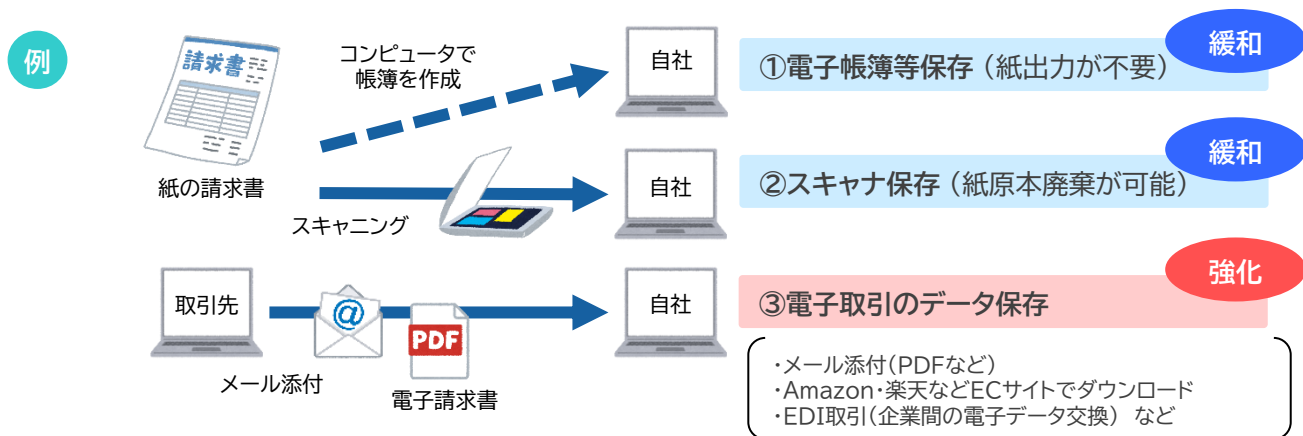 例
請求書
紙の請求書
コンピュータで
帳簿を作成
自社
①電子帳簿等保存（紙出力が不要）
緩和
スキャニング
自社
②スキャナ保存（紙原本廃棄が可能）
緩和
取引先
@
メール添付
PDF
電子請求書
自社
③電子取引のデータ保存
強化
・メール添付(PDFなど)
・Amazon・楽天などECサイトでダウンロード
・EDI取引(企業間の電子データ交換) など